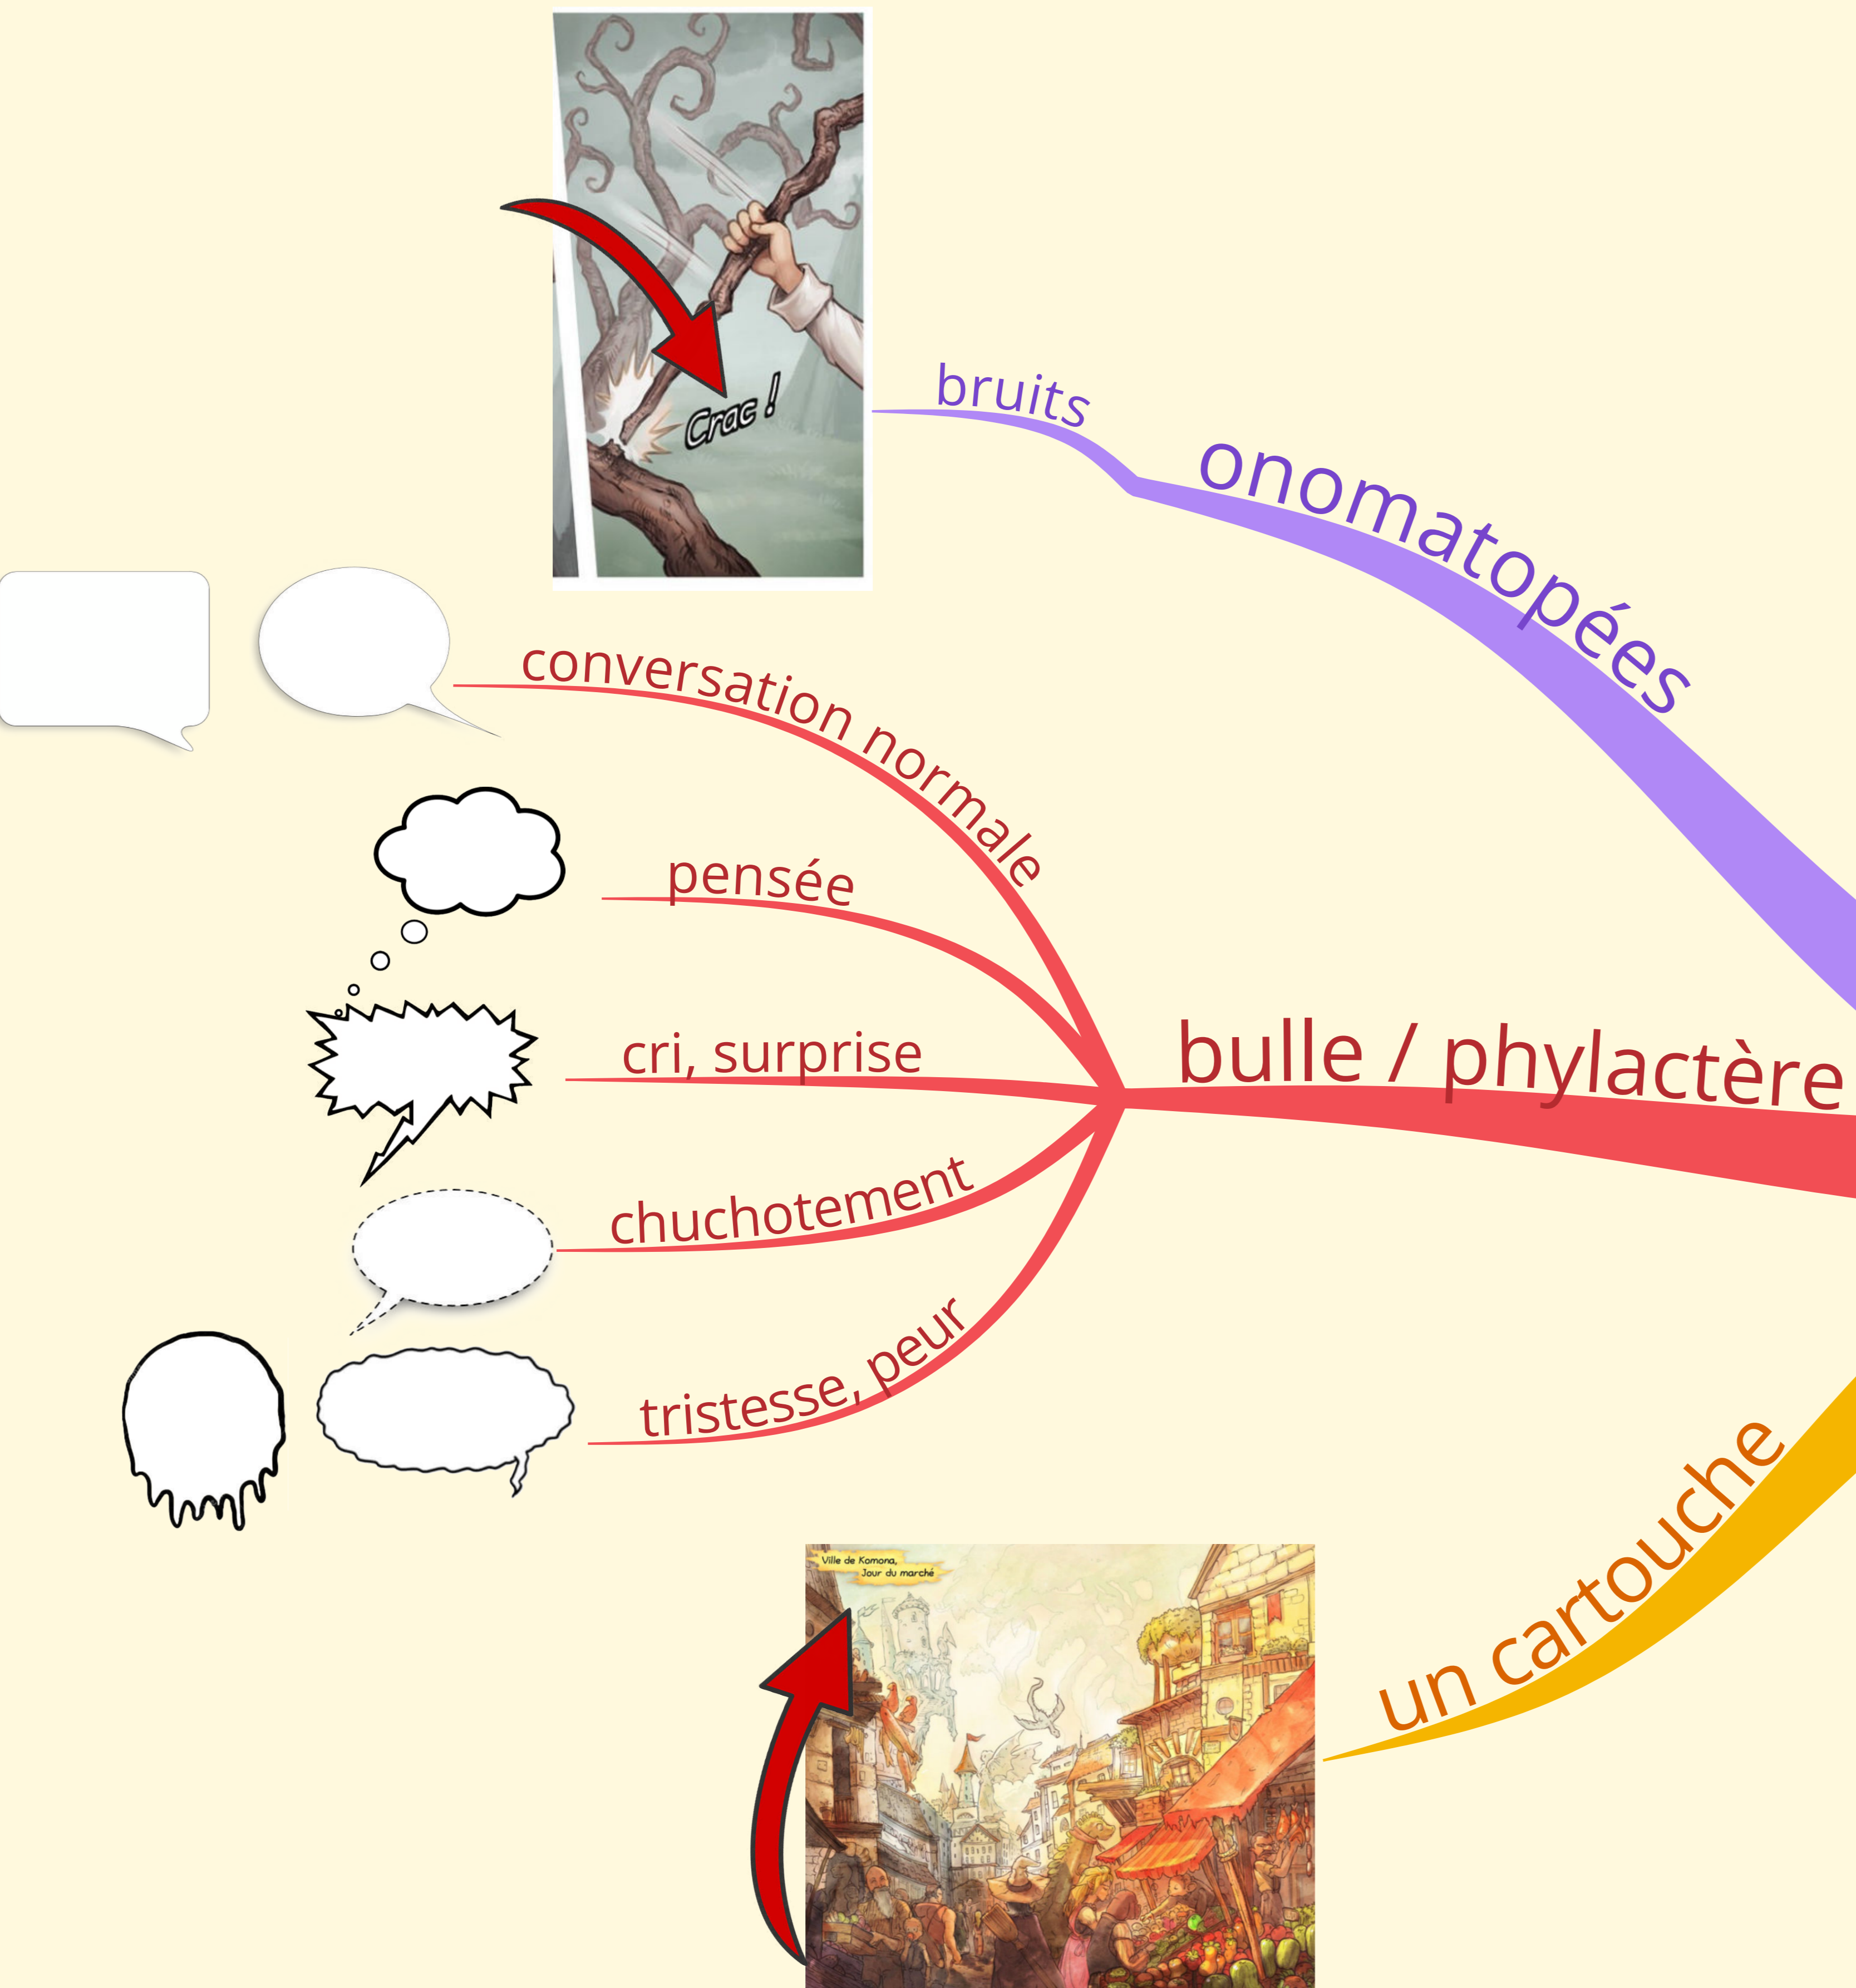 Crac !
bruits
onomatopées
conversation normale
pensée
cri, surprise
bulle / phylactère
chuchotement
tristesse, peur
un cartouche
Ville de Komona,
Jour du marché